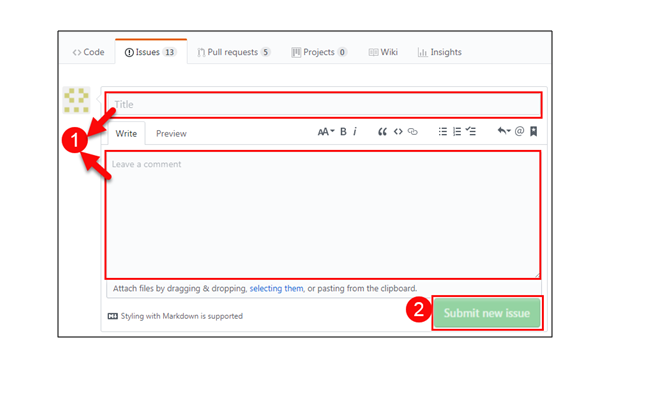 Code Issues 13 Pull requests 5 Projects 0 Wiki Insights
Title
1
Write Preview AA B i
Leave a comment
Attach files by dragging & dropping, selecting them, or pasting from the clipboard.
2 Submit new issue
Styling with Markdown is supported